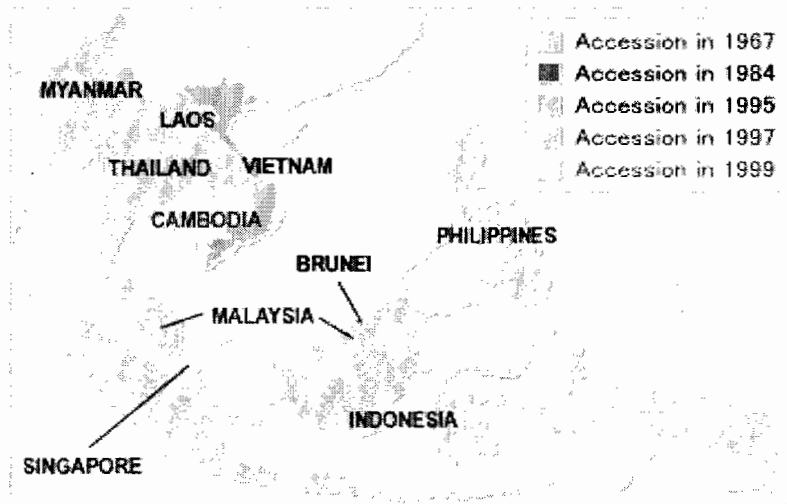 Accession in 1967
Accession in 1984
Accession in 1995
Accession in 1997
Accession in 1999
MYANMAR
LAOS
THAILAND
VIETNAM
CAMBODIA
PHILIPPINES
BRUNEI
MALAYSIA
INDONESIA
SINGAPORE